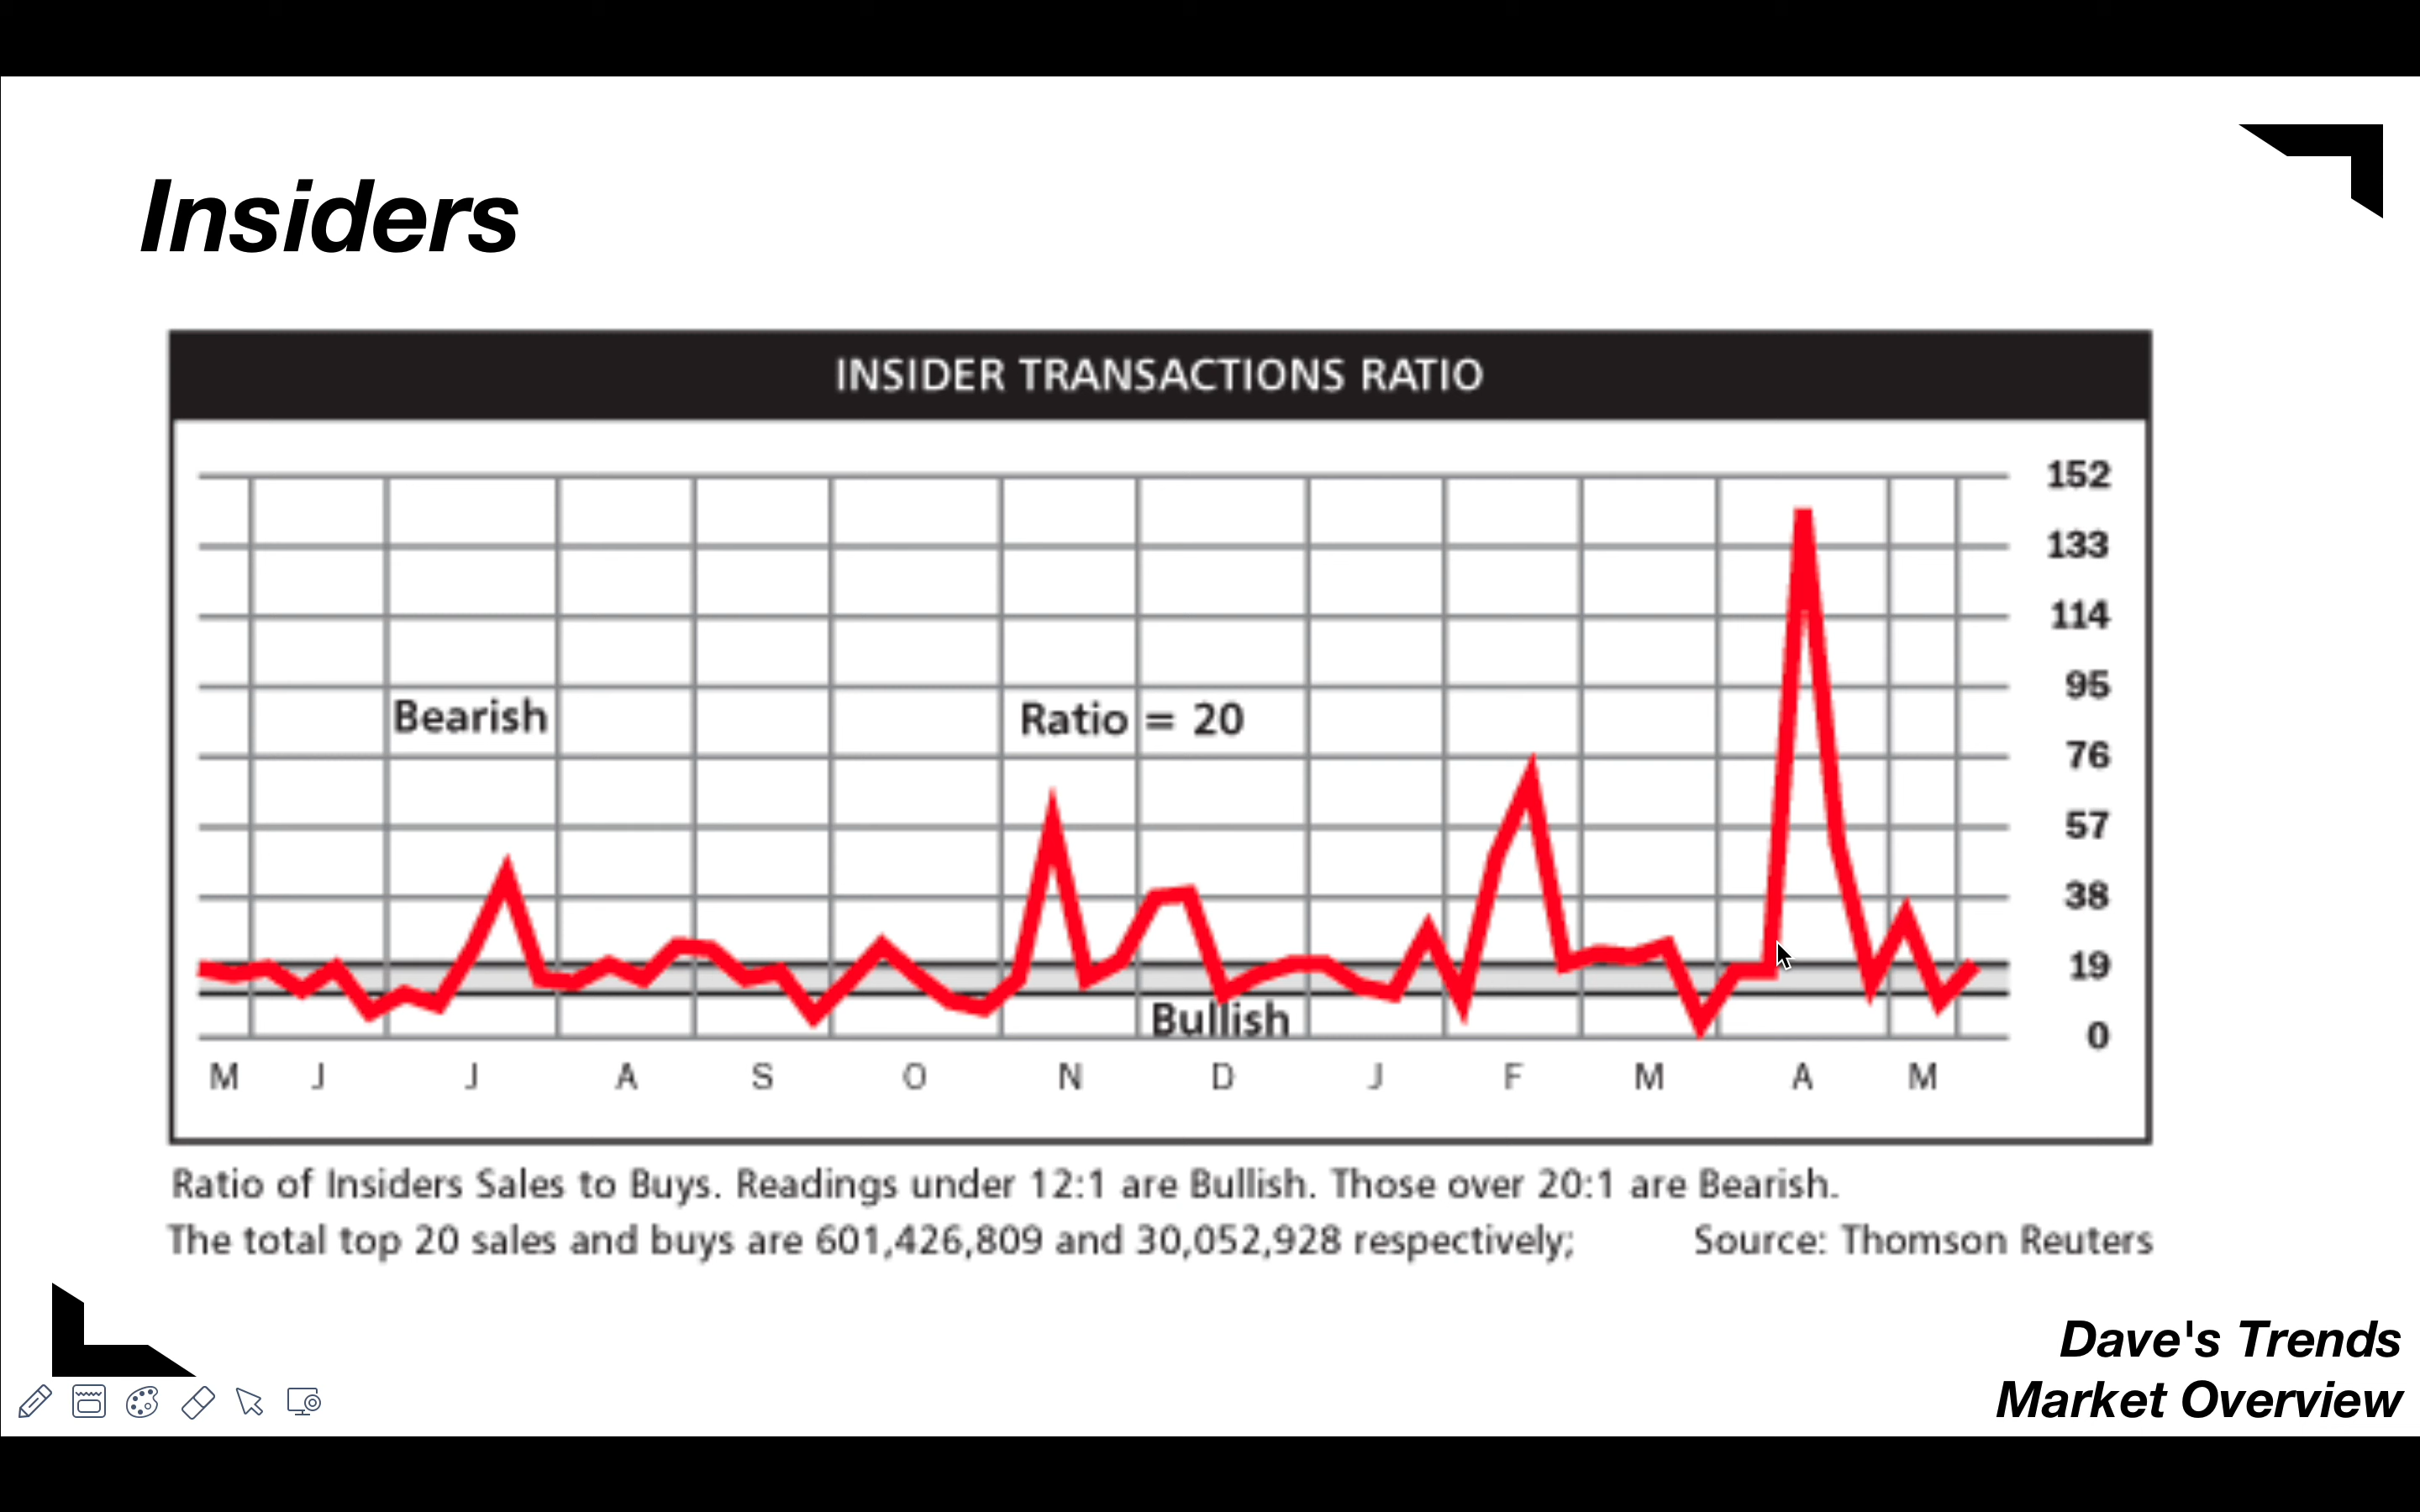 Insiders
INSIDER TRANSACTIONS RATIO
152
133
114
95
Bearish
Ratio = 20
76
57
38
19
Bullish
0
M J J A S O N D J F M A M
Ratio of Insiders Sales to Buys. Readings under 12:1 are Bullish. Those over 20:1 are Bearish.
The total top 20 sales and buys are 601,426,809 and 30,052,928 respectively; Source: Thomson Reuters
Dave's Trends
Market Overview